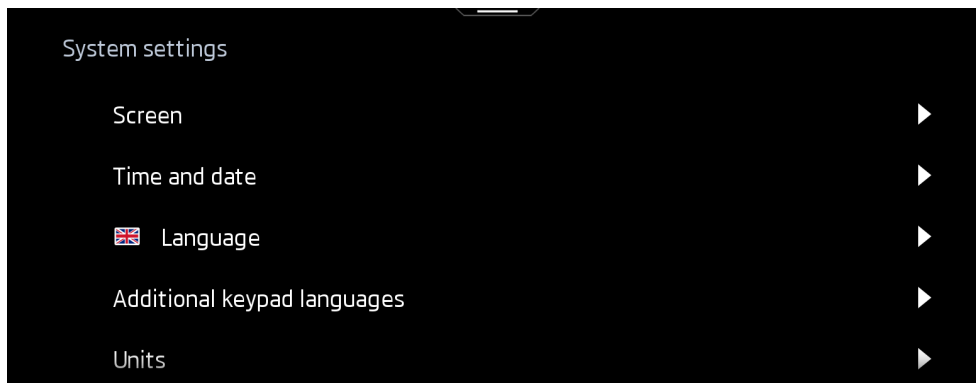 System settings
Screen
Time and date
Language
Additional keypad languages
Units